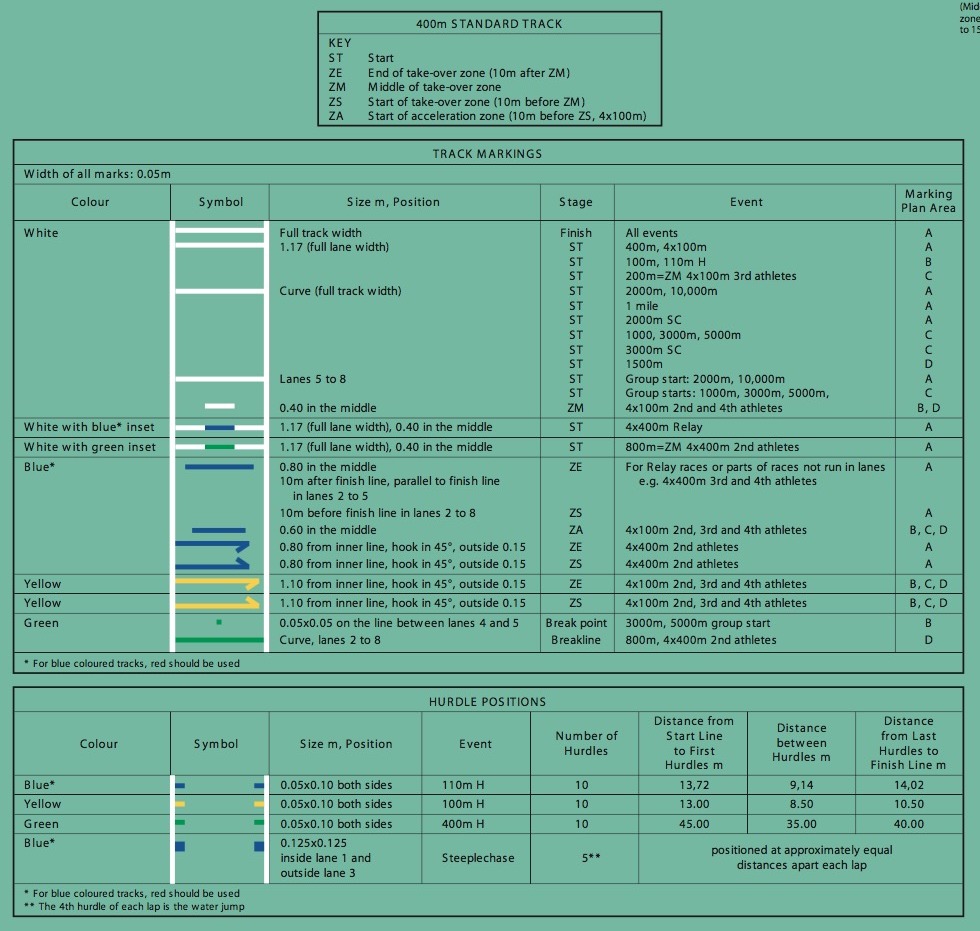 (Mid
zone
to 15
400m STANDARD TRACK
KEY
ST Start
ZE End of take-over zone (10m after ZM)
ZM Middle of take-over zone
ZS Start of take-over zone (10m before ZM)
ZA Start of acceleration zone (10m before ZS, 4x100m)
TRACK MARKINGS
Width of all marks: 0.05m
Colour Symbol Size m, Position Stage Event Marking Plan Area
White Full track width Finish All events A
1.17 (full lane width) ST 400m, 4x100m A
ST 100m, 110m H B
ST 200m=ZM 4x100m 3rd athletes C
Curve (full track width) ST 2000m, 10,000m A
ST 1 mile A
ST 2000m SC A
ST 1000, 3000m, 5000m C
ST 3000m SC C
ST 1500m D
Lanes 5 to 8 ST Group start: 2000m, 10,000m A
ST Group starts: 1000m, 3000m, 5000m, C
0.40 in the middle ZM 4x100m 2nd and 4th athletes B, D
White with blue* inset 1.17 (full lane width), 0.40 in the middle ST 4x400m Relay A
White with green inset 1.17 (full lane width), 0.40 in the middle ST 800m=ZM 4x400m 2nd athletes A
Blue* 0.80 in the middle ZE For Relay races or parts of races not run in lanes A
10m after finish line, parallel to finish line e.g. 4x400m 3rd and 4th athletes
in lanes 2 to 5
10m before finish line in lanes 2 to 8 ZS A
0.60 in the middle ZA 4x100m 2nd, 3rd and 4th athletes B, C, D
0.80 from inner line, hook in 45°, outside 0.15 ZE 4x400m 2nd athletes A
0.80 from inner line, hook in 45°, outside 0.15 ZS 4x400m 2nd athletes A
Yellow 1.10 from inner line, hook in 45°, outside 0.15 ZE 4x100m 2nd, 3rd and 4th athletes B, C, D
Yellow 1.10 from inner line, hook in 45°, outside 0.15 ZS 4x100m 2nd, 3rd and 4th athletes B, C, D
Green 0.05x0.05 on the line between lanes 4 and 5 Break point 3000m, 5000m group start B
Curve, lanes 2 to 8 Breakline 800m, 4x400m 2nd athletes D
* For blue coloured tracks, red should be used
HURDLE POSITIONS
Colour Symbol Size m, Position Event Number of Hurdles Distance from Start Line to First Hurdles m Distance between Hurdles m Distance from Last Hurdles to Finish Line m
Blue* 0.05x0.10 both sides 110m H 10 13,72 9,14 14,02
Yellow 0.05x0.10 both sides 100m H 10 13.00 8.50 10.50
Green 0.05x0.10 both sides 400m H 10 45.00 35.00 40.00
Blue* 0.125x0.125
inside lane 1 and
outside lane 3
Steeplechase 5** positioned at approximately equal
distances apart each lap
* For blue coloured tracks, red should be used
** The 4th hurdle of each lap is the water jump